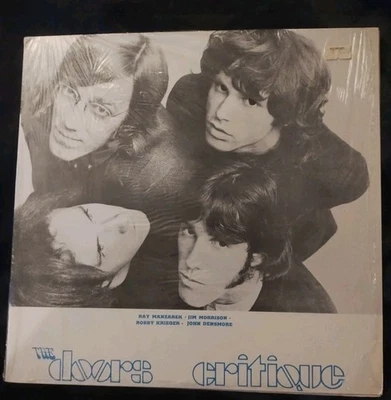 RAY MANZAREK · JIM MORRISON ·
ROBBY KRIEGER · JOHN DENSMORE
THE doors critique